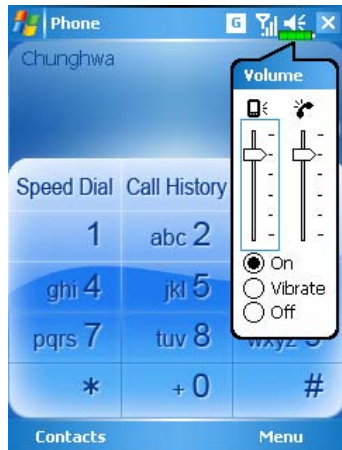 Phone G
Chunghwa
Volume
On
Vibrate
Off
Speed Dial Call History
1 abc 2
ghi 4 jkl 5
pqrs 7 tuv 8
* + 0 #
Contacts Menu